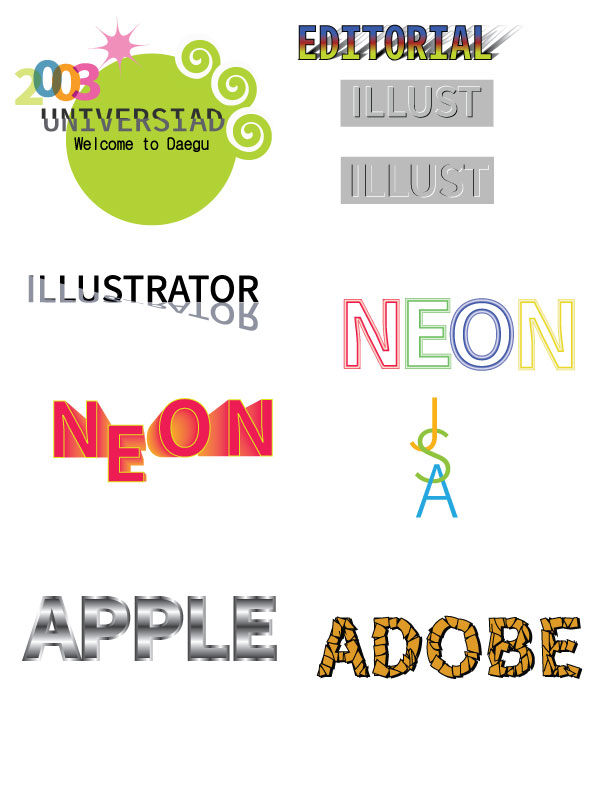 2003
UNIVERSIAD
Welcome to Daegu
EDITORIAL
ILLUST
ILLUST
ILLUSTRATOR
NEON
NEON
JSA
APPLE
ADOBE